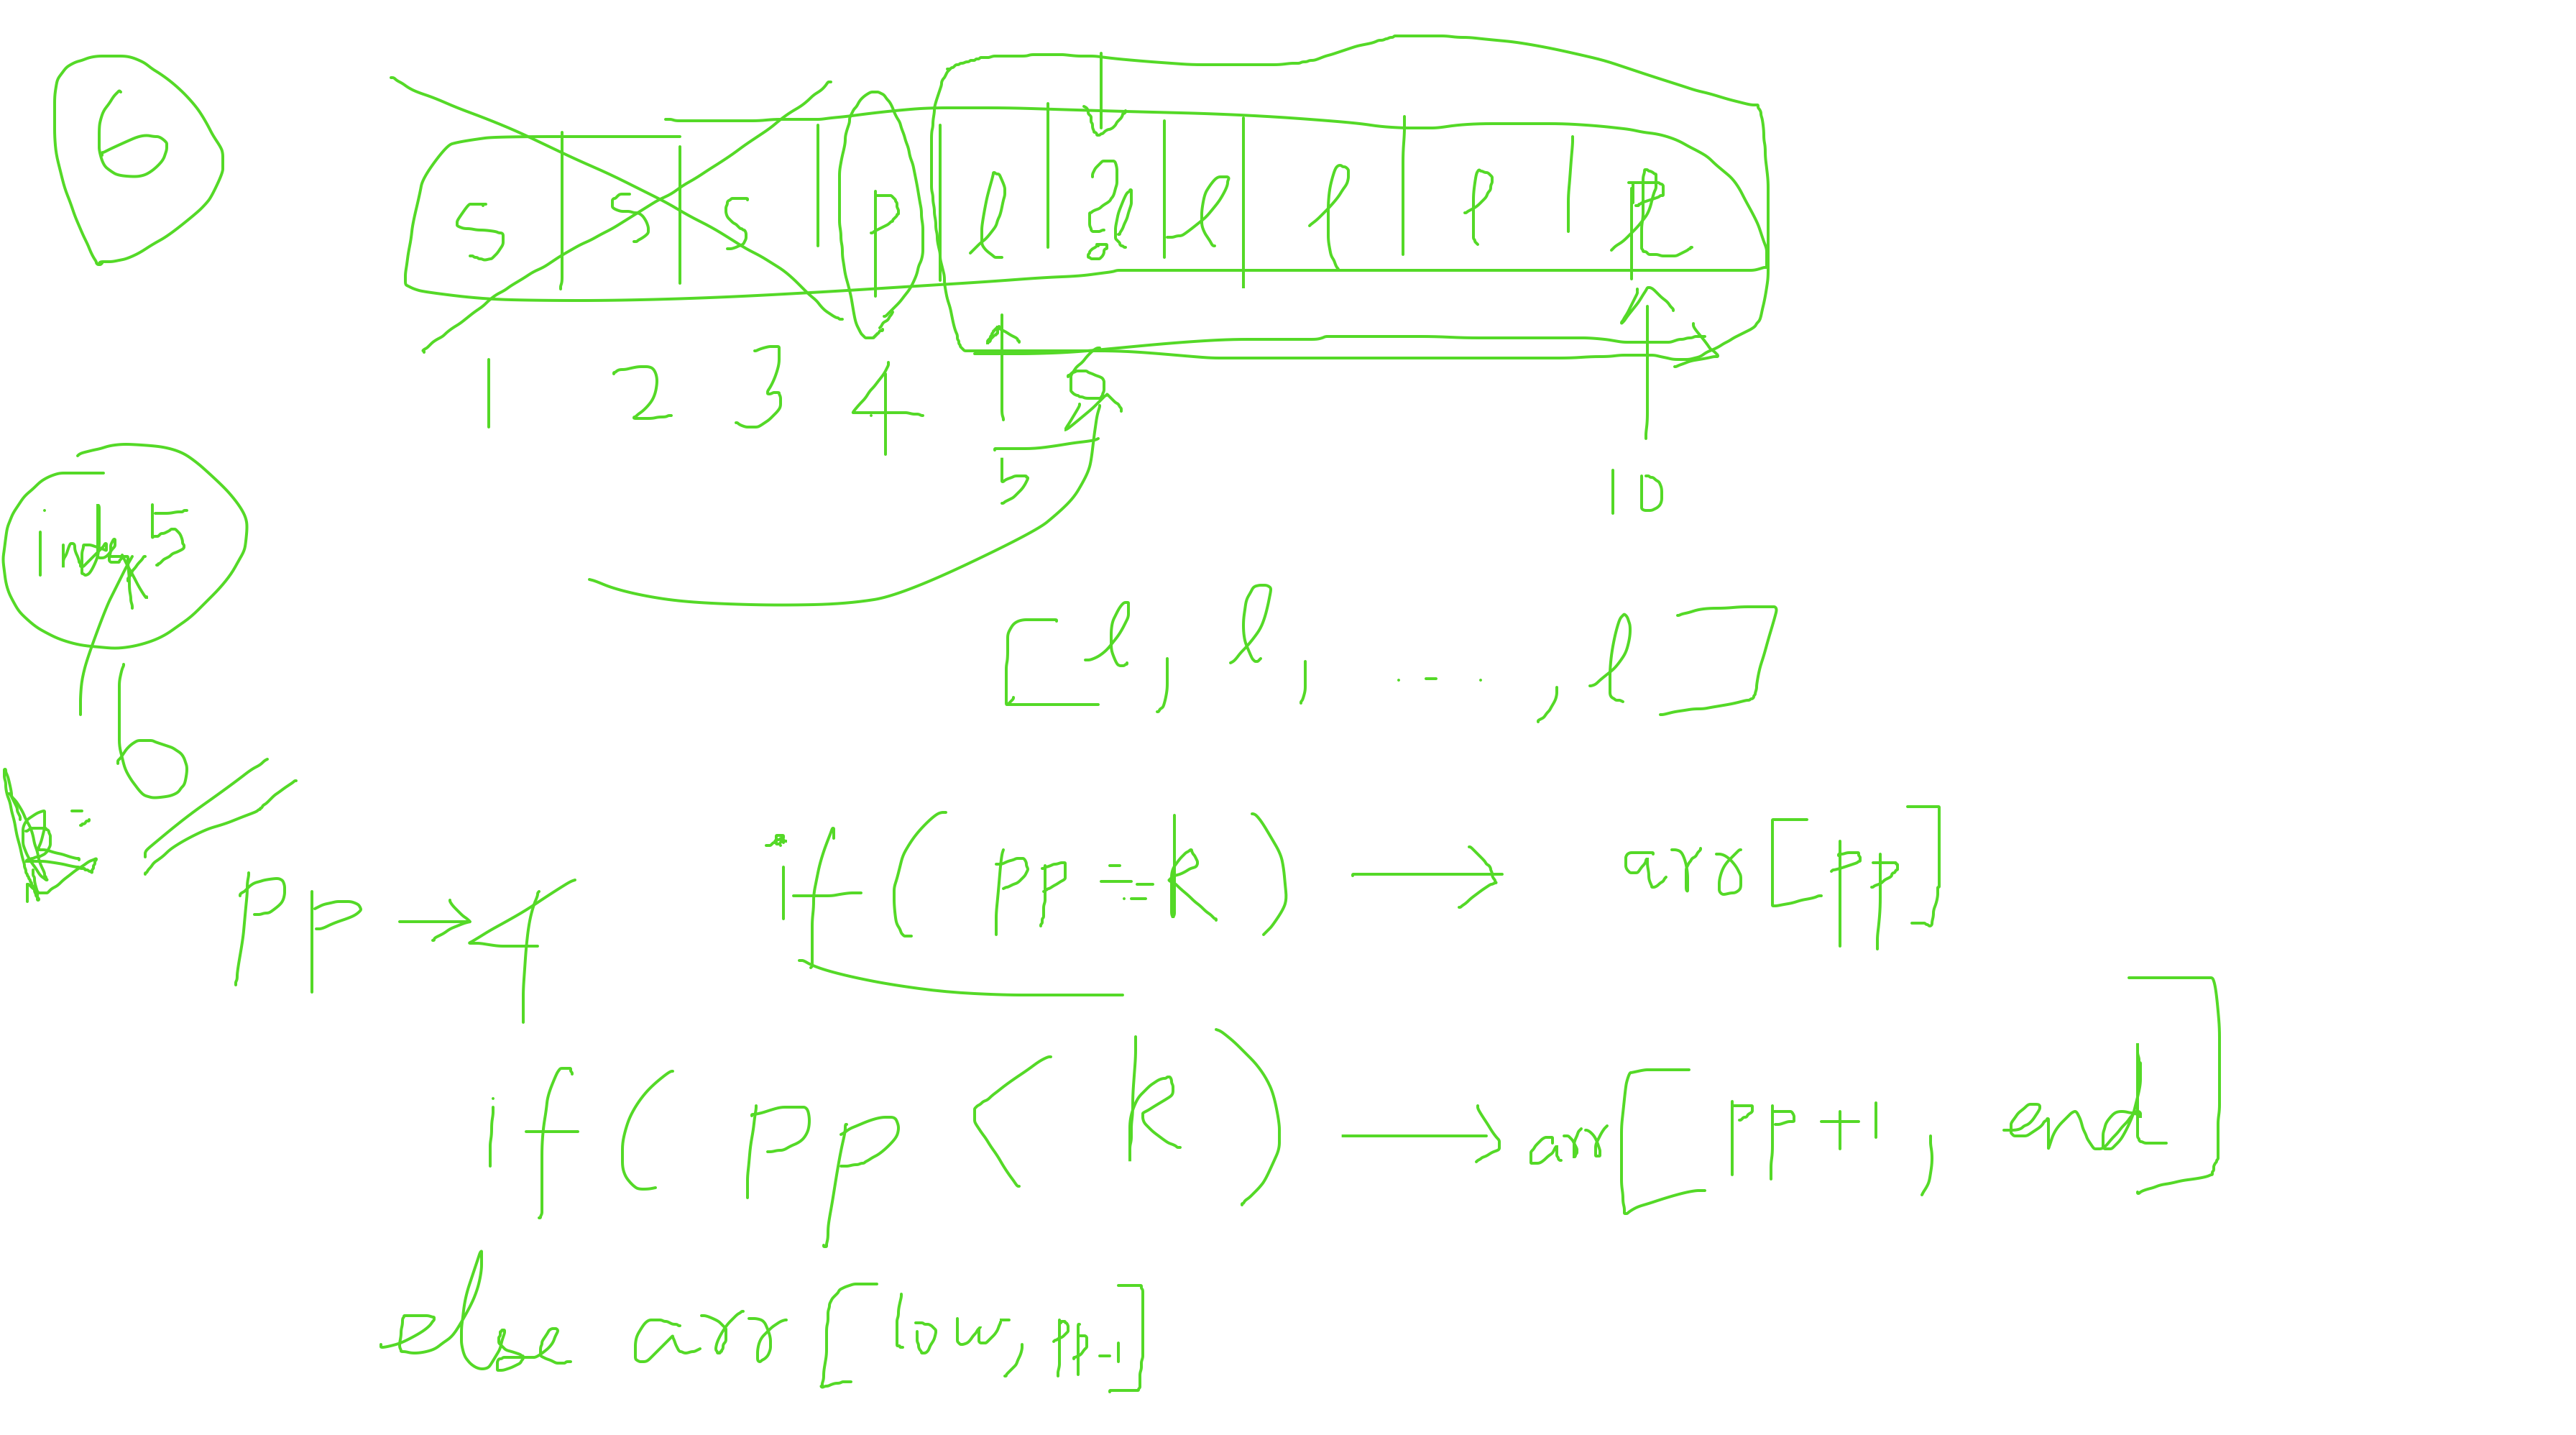 6
s s s p l l l l l
1 2 3 4 5 10
index 5
6
[ l, l, . - . , l ]
pp → 4
if ( pp == k ) → arr [ pp ]
if ( pp < k ) → arr [ pp+1, end ]
else arr [ low, pp-1 ]